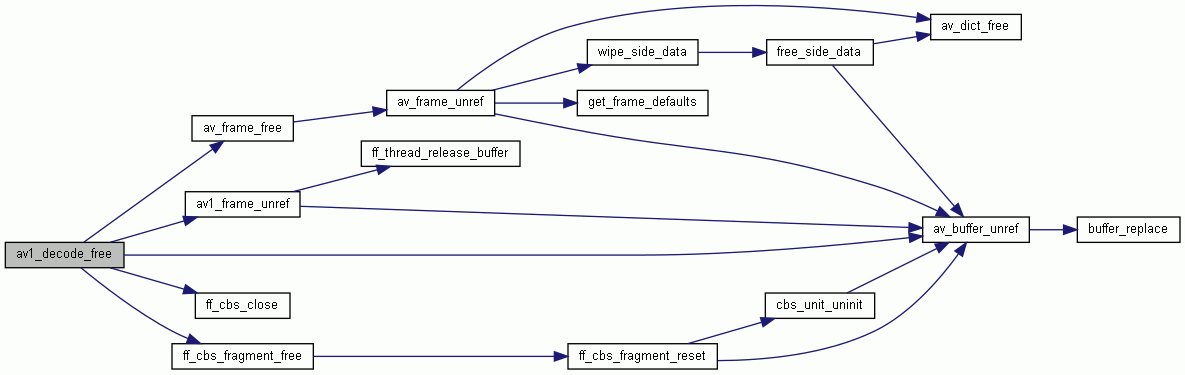 av_dict_free
wipe_side_data
free_side_data
av_frame_unref
get_frame_defaults
av_frame_free
ff_thread_release_buffer
av1_frame_unref
av_buffer_unref
buffer_replace
av1_decode_free
ff_cbs_close
cbs_unit_uninit
ff_cbs_fragment_free
ff_cbs_fragment_reset